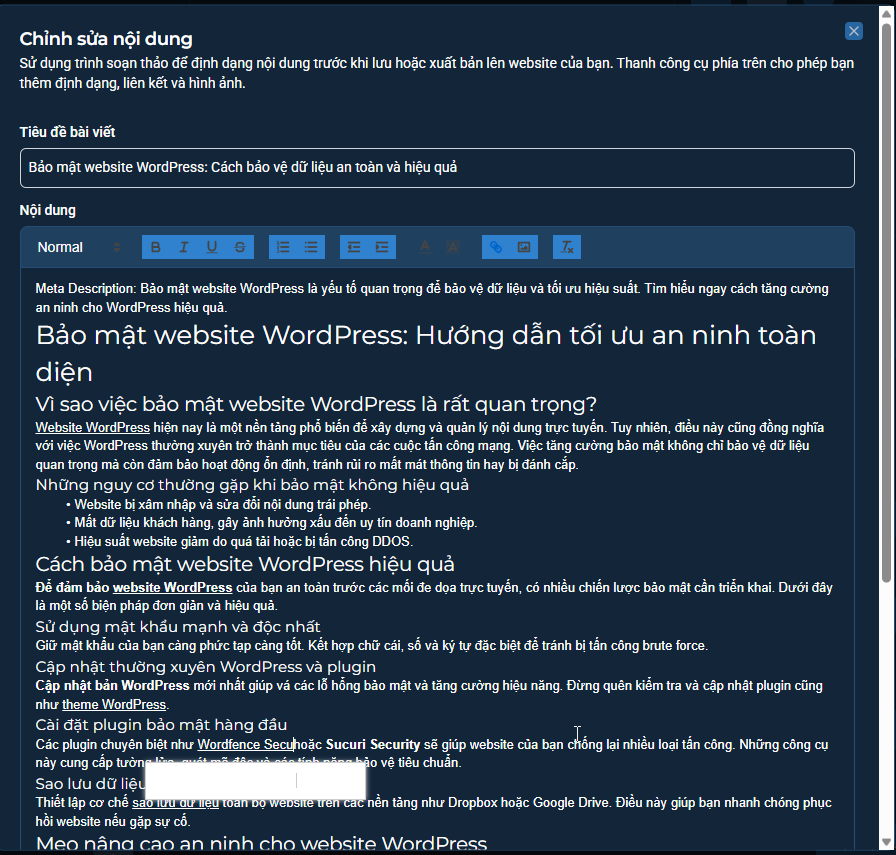 Chỉnh sửa nội dung
Sử dụng trình soạn thảo để định dạng nội dung trước khi lưu hoặc xuất bản lên website của bạn. Thanh công cụ phía trên cho phép bạn
thêm định dạng, liên kết và hình ảnh.
Tiêu đề bài viết
Bảo mật website WordPress: Cách bảo vệ dữ liệu an toàn và hiệu quả
Nội dung
Normal
Meta Description: Bảo mật website WordPress là yếu tố quan trọng để bảo vệ dữ liệu và tối ưu hiệu suất. Tìm hiểu ngay cách tăng cường
an ninh cho WordPress hiệu quả.
Bảo mật website WordPress: Hướng dẫn tối ưu an ninh toàn
diện
Vì sao việc bảo mật website WordPress là rất quan trọng?
Website WordPress hiện nay là một nền tảng phổ biến để xây dựng và quản lý nội dung trực tuyến. Tuy nhiên, điều này cũng đồng nghĩa
với việc WordPress thường xuyên trở thành mục tiêu của các cuộc tấn công mạng. Việc tăng cường bảo mật không chỉ bảo vệ dữ liệu
quan trọng mà còn đảm bảo hoạt động ổn định, tránh rủi ro mất mát thông tin hay bị đánh cắp.
Những nguy cơ thường gặp khi bảo mật không hiệu quả
• Website bị xâm nhập và sửa đổi nội dung trái phép.
• Mất dữ liệu khách hàng, gây ảnh hưởng xấu đến uy tín doanh nghiệp.
• Hiệu suất website giảm do quá tải hoặc bị tấn công DDOS.
Cách bảo mật website WordPress hiệu quả
Để đảm bảo website WordPress của bạn an toàn trước các mối đe dọa trực tuyến, có nhiều chiến lược bảo mật cần triển khai. Dưới đây
là một số biện pháp đơn giản và hiệu quả.
Sử dụng mật khẩu mạnh và độc nhất
Giữ mật khẩu của bạn càng phức tạp càng tốt. Kết hợp chữ cái, số và ký tự đặc biệt để tránh bị tấn công brute force.
Cập nhật thường xuyên WordPress và plugin
Cập nhật bản WordPress mới nhất giúp vá các lỗ hổng bảo mật và tăng cường hiệu năng. Đừng quên kiểm tra và cập nhật plugin cũng
như theme WordPress.
Cài đặt plugin bảo mật hàng đầu
Các plugin chuyên biệt như Wordfence Secuhoặc Sucuri Security sẽ giúp website của bạn chống lại nhiều loại tấn công. Những công cụ
này cung cấp tường lửa, quét mã độc và các tính năng bảo vệ tiêu chuẩn.
Sao lưu dữ liệu
Thiết lập cơ chế sao lưu dữ liệu toàn bộ website trên các nền tảng như Dropbox hoặc Google Drive. Điều này giúp bạn nhanh chóng phục
hồi website nếu gặp sự cố.
Mẹo nâng cao an ninh cho website WordPress